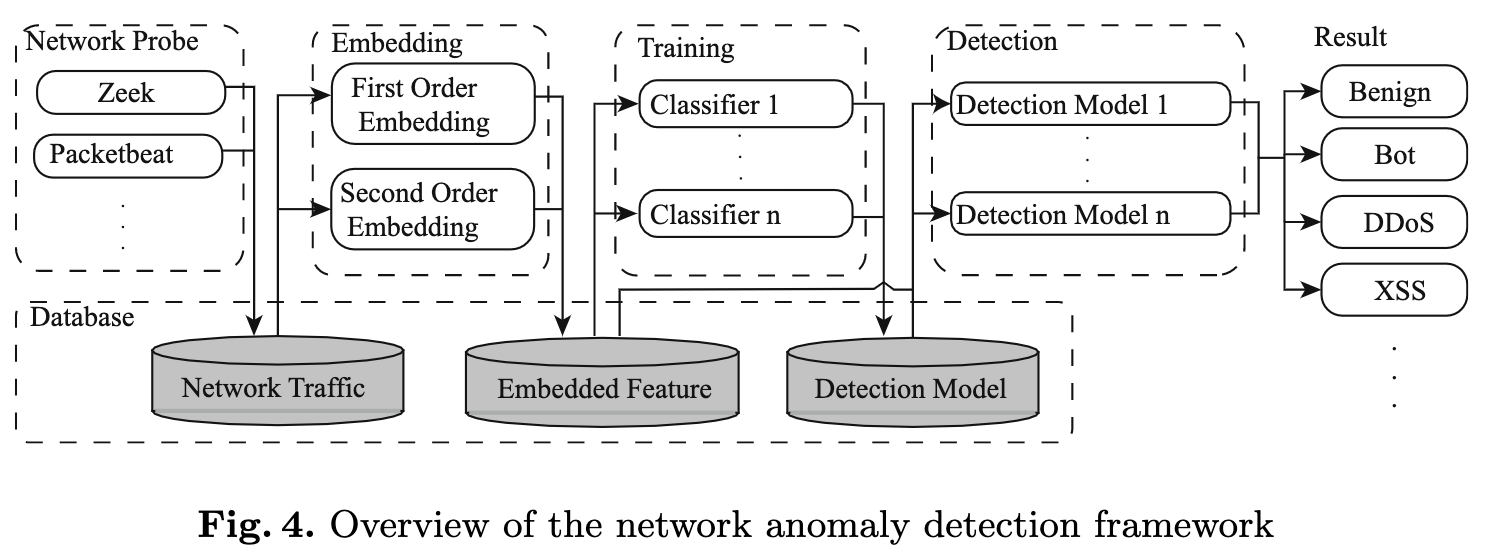 Network Probe
Zeek
Packetbeat
Embedding
First Order
Embedding
Second Order
Embedding
Training
Classifier 1
Classifier n
Detection
Detection Model 1
Detection Model n
Result
Benign
Bot
DDoS
XSS
Database
Network Traffic
Embedded Feature
Detection Model
Fig. 4. Overview of the network anomaly detection framework